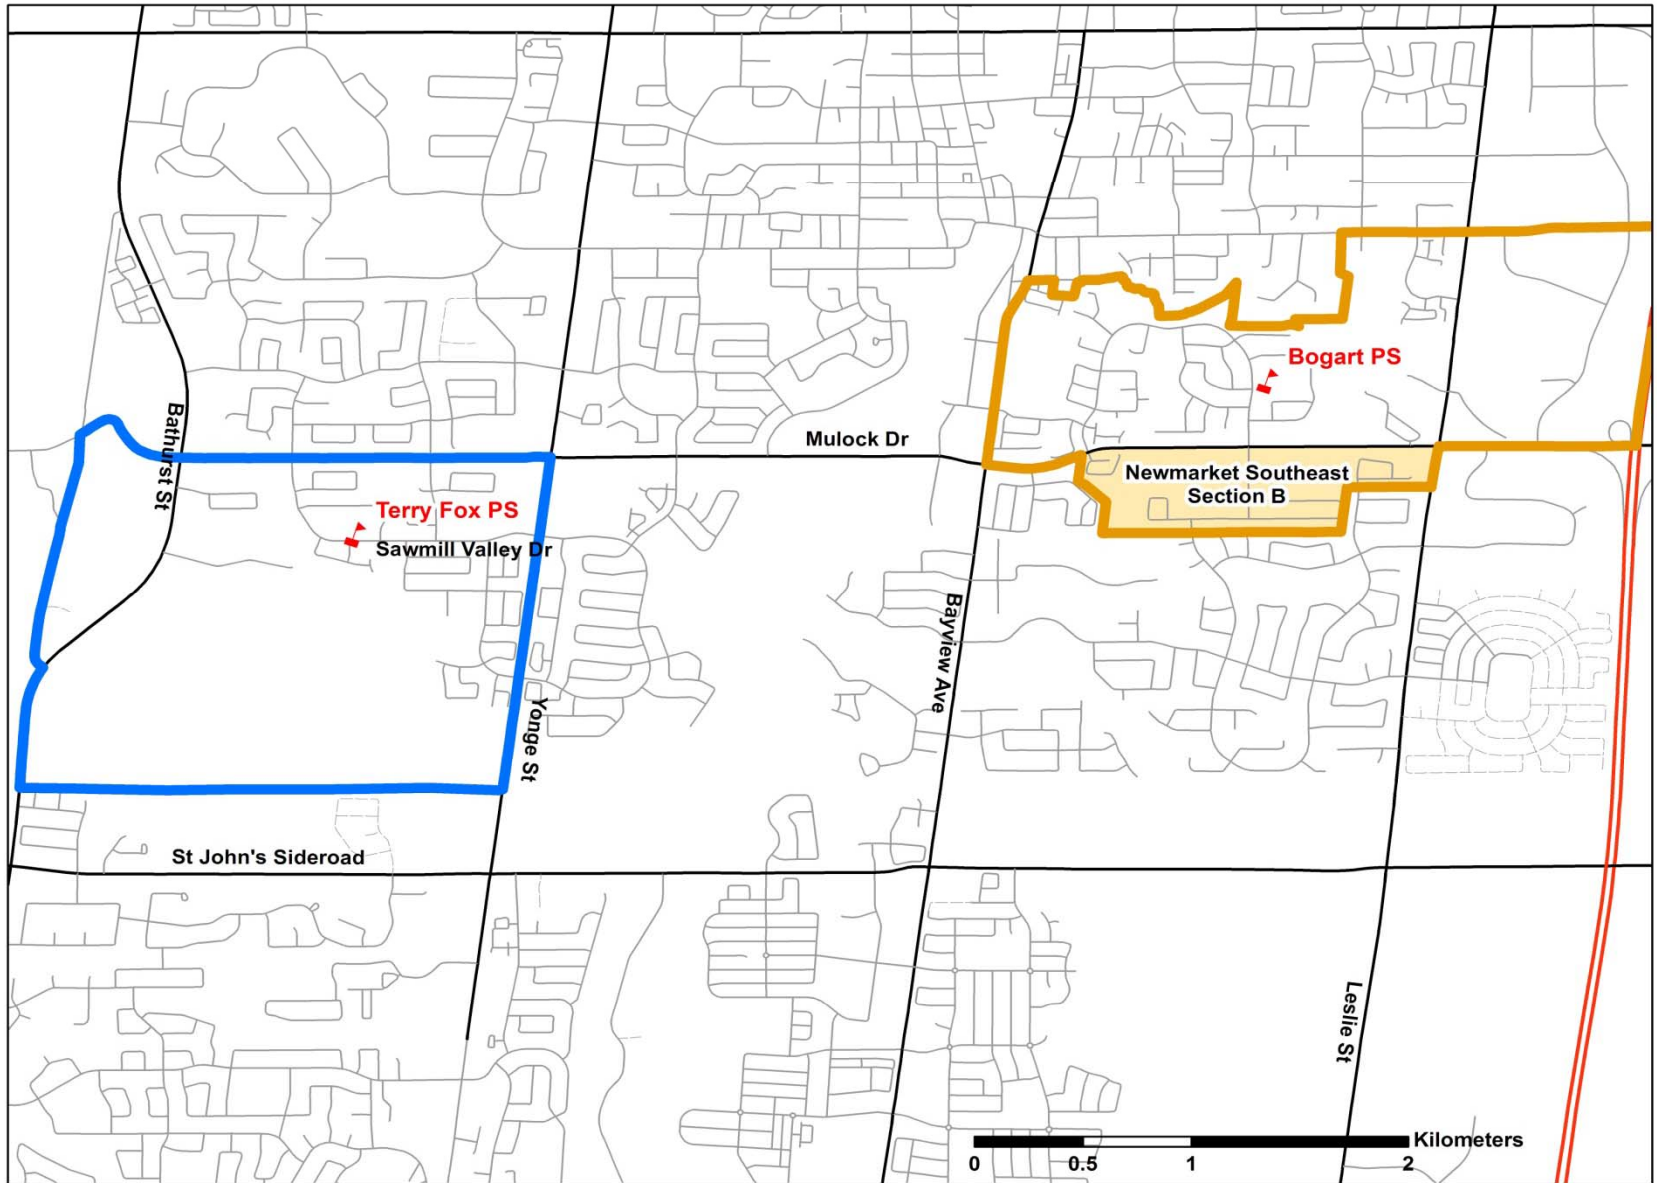 Bathurst St
Mulock Dr
Bogart PS
Newmarket Southeast
Section B
Terry Fox PS
Sawmill Valley Dr
Bayview Ave
Yonge St
St John's Sideroad
Leslie St
Kilometers
0 0.5 1 2